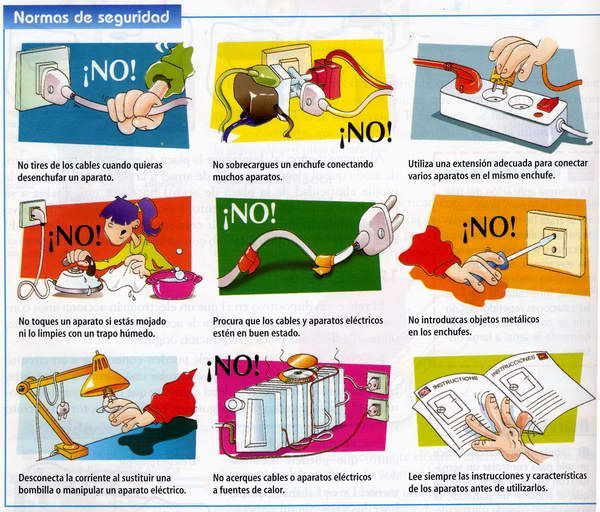 Normas de seguridad
¡NO!
No tires de los cables cuando quieras
desenchufar un aparato.
¡NO!
No sobrecargues un enchufe conectando
muchos aparatos.
Utiliza una extensión adecuada para conectar
varios aparatos en el mismo enchufe.
¡NO!
No toques un aparato si estás mojado
ni lo limpies con un trapo húmedo.
¡NO!
Procura que los cables y aparatos eléctricos
estén en buen estado.
¡NO!
No introduzcas objetos metálicos
en los enchufes.
Desconecta la corriente al sustituir una
bombilla o manipular un aparato eléctrico.
¡NO!
No acerques cables o aparatos eléctricos
a fuentes de calor.
INSTRUCTIONS
INSTRUCCIONES
Lee siempre las instrucciones y características
de los aparatos antes de utilizarlos.